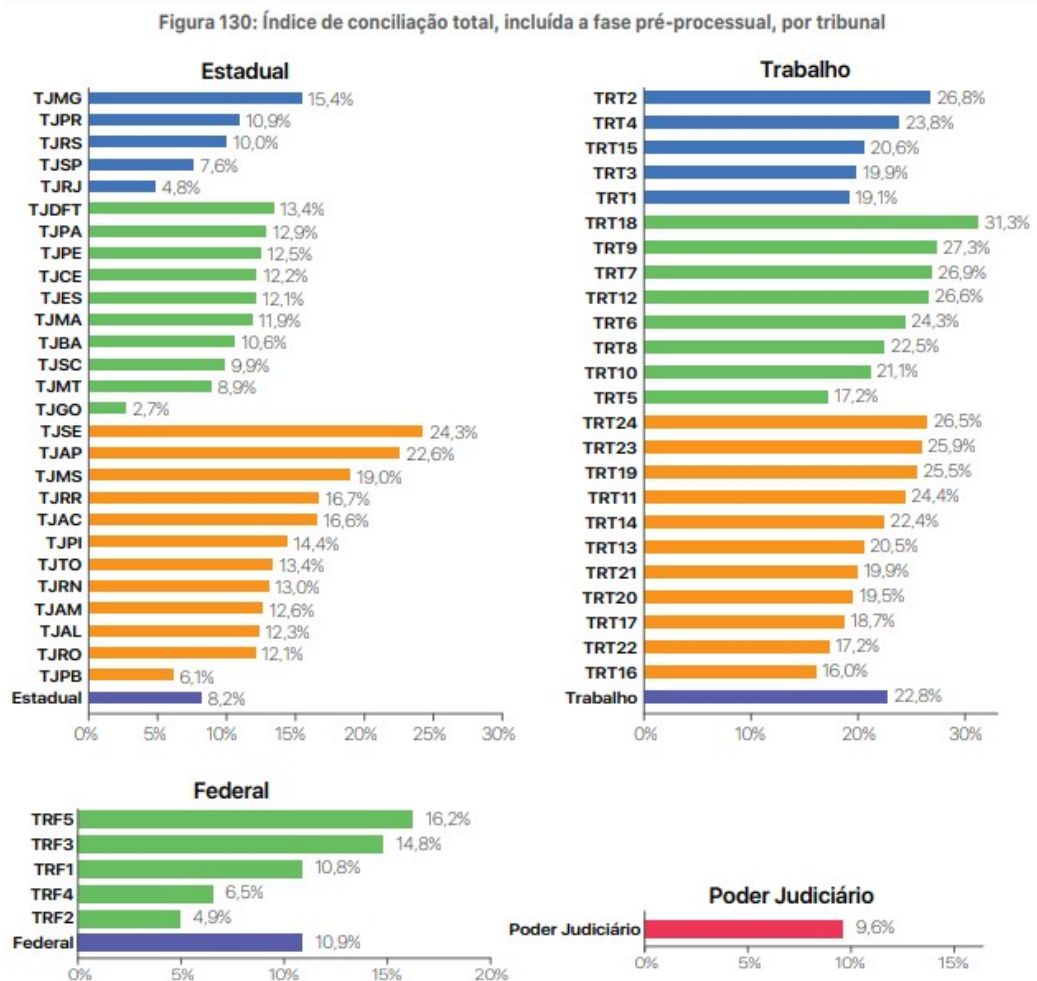 Figura 130: Índice de conciliação total, incluída a fase pré-processual, por tribunal
Estadual
TJMG 15,4%
TJPR 10,9%
TJRS 10,0%
TJSP 7,6%
TJRJ 4,8%
TJDFT 13,4%
TJPA 12,9%
TJPE 12,5%
TJCE 12,2%
TJES 12,1%
TJMA 11,9%
TJBA 10,6%
TJSC 9,9%
TJMT 8,9%
TJGO 2,7%
TJSE 24,3%
TJAP 22,6%
TJMS 19,0%
TJRR 16,7%
TJAC 16,6%
TJPI 14,4%
TJTO 13,4%
TJRN 13,0%
TJAM 12,6%
TJAL 12,3%
TJRO 12,1%
TJPB 6,1%
Estadual 8,2%
0% 5% 10% 15% 20% 25% 30%
Trabalho
TRT2 26,8%
TRT4 23,8%
TRT15 20,6%
TRT3 19,9%
TRT1 19,1%
TRT18 31,3%
TRT9 27,3%
TRT7 26,9%
TRT12 26,6%
TRT6 24,3%
TRT8 22,5%
TRT10 21,1%
TRT5 17,2%
TRT24 26,5%
TRT23 25,9%
TRT19 25,5%
TRT11 24,4%
TRT14 22,4%
TRT13 20,5%
TRT21 19,9%
TRT20 19,5%
TRT17 18,7%
TRT22 17,2%
TRT16 16,0%
Trabalho 22,8%
0% 10% 20% 30%
Federal
TRF5 16,2%
TRF3 14,8%
TRF1 10,8%
TRF4 6,5%
TRF2 4,9%
Federal 10,9%
0% 5% 10% 15% 20%
Poder Judiciário
Poder Judiciário 9,6%
0% 5% 10% 15%